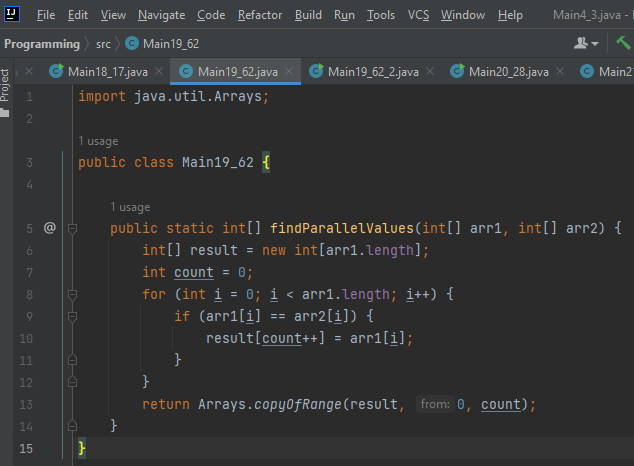 IJ File Edit View Navigate Code Refactor Build Run Tools VCS Window Help Main4_3.java -
Programming src Main19_62
Main18_17.java Main19_62.java Main19_62_2.java Main20_28.java
Project
1 import java.util.Arrays;
2
1 usage
3 public class Main19_62 {
4
1 usage
5 @ public static int[] findParallelValues(int[] arr1, int[] arr2) {
6 int[] result = new int[arr1.length];
7 int count = 0;
8 for (int i = 0; i < arr1.length; i++) {
9 if (arr1[i] == arr2[i]) {
10 result[count++] = arr1[i];
11 }
12 }
13 return Arrays.copyOfRange(result, from: 0, count);
14 }
15 }